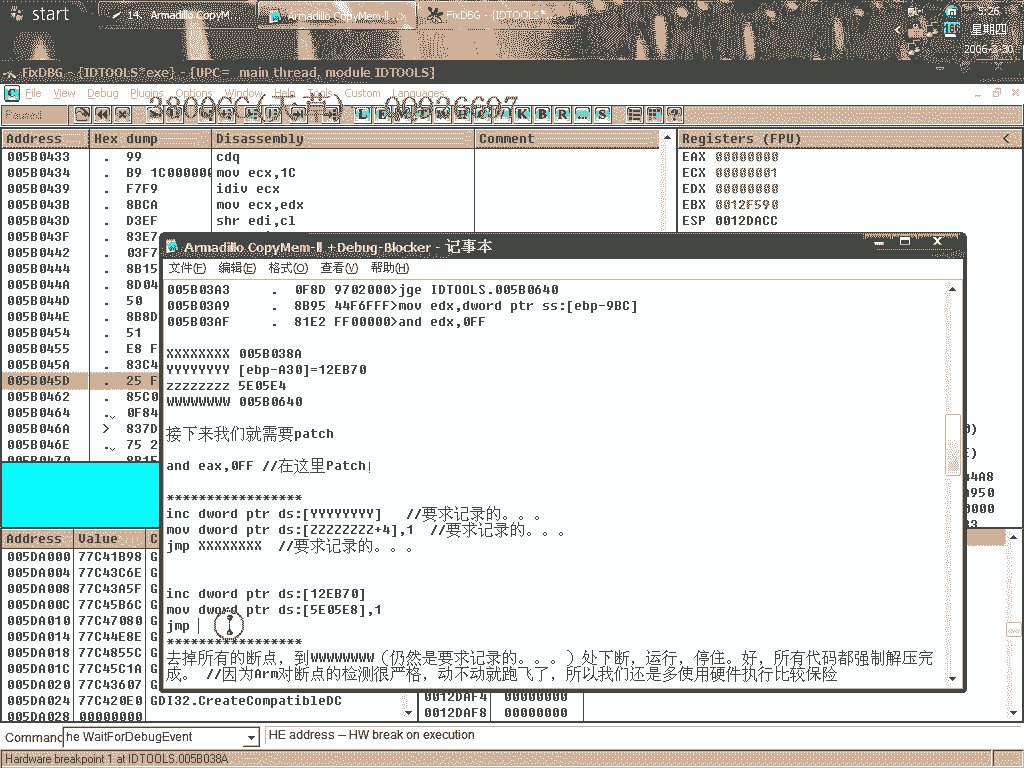 start
14. Armadillo CopyM...
Armadillo CopyMem-ll ...
FixDBG - {IDTOOLS*
5:26
星期四
2006-3-30
FixDBG - {IDTOOLS*exe} - [UPC= main thread, module IDTOOLS]
File View Debug Plugins Options Window Help Tools Custom Languages
Paused
Address Hex dump Disassembly Comment Registers (FPU)
005B0433 . 99 cdq EAX 00000000
005B0434 . B9 1C000000 mov ecx,1C ECX 00000001
005B0439 . F7F9 idiv ecx EDX 00000000
005B043B . 8BCA mov ecx,edx EBX 0012F590
005B043D . D3EF shr edi,cl ESP 0012DACC
005B043F . 83E7
005B0442 . 03F7
005B0444 . 8B15
005B044A . 8D04
005B044D . 50
005B044E . 8B8D
005B0454 . 51
005B0455 . E8 F
005B045A . 83C4
005B045D . 25 F
005B0462 . 85C0
005B0464 . 0F84
005B046A > 837D
005B046E . 75 2
005B0470 . 8B15
Armadillo CopyMem-ll +Debug-Blocker - 记事本
文件(F) 编辑(E) 格式(O) 查看(V) 帮助(H)
005B03A3 . 0F8D 97020000>jge IDTOOLS.005B0640
005B03A9 . 8B95 44F6FFF>mov edx,dword ptr ss:[ebp-9BC]
005B03AF . 81E2 FF00000>and edx,0FF
XXXXXXXX 005B038A
YYYYYYYY [ebp-A30]=12EB70
zzzzzzzz 5E05E4
WWWWWWWW 005B0640
接下来我们就需要patch
and eax,0FF //在这里Patch!
*****************
inc dword ptr ds:[YYYYYYYY] //要求记录的。。。
mov dword ptr ds:[ZZZZZZZZ+4],1 //要求记录的。。。
jmp XXXXXXXX //要求记录的。。。
inc dword ptr ds:[12EB70]
mov dword ptr ds:[5E05E8],1
jmp
*****************
去掉所有的断点，到WWWWWWWW（仍然是要求记录的。。。）处下断，运行，停住。好，所有代码都强制解压完
成。 //因为Arm对断点的检测很严格，动不动就跑飞了，所以我们还是多使用硬件执行比较保险
Address Value C
005DA000 77C41B98 G
005DA004 77C43C6E G
005DA008 77C43A5F G
005DA00C 77C45B6C G
005DA010 77C47080 G
005DA014 77C44E8E G
005DA018 77C4855C G
005DA01C 77C45C1A G
005DA020 77C43607 G
005DA024 77C420E0 GDI32.CreateCompatibleDC
005DA028 00000000
0012DAF4 00000000
0012DAF8 00000000
Command he WaitForDebugEvent HE address -- HW break on execution
Hardware breakpoint 1 at IDTOOLS.005B038A